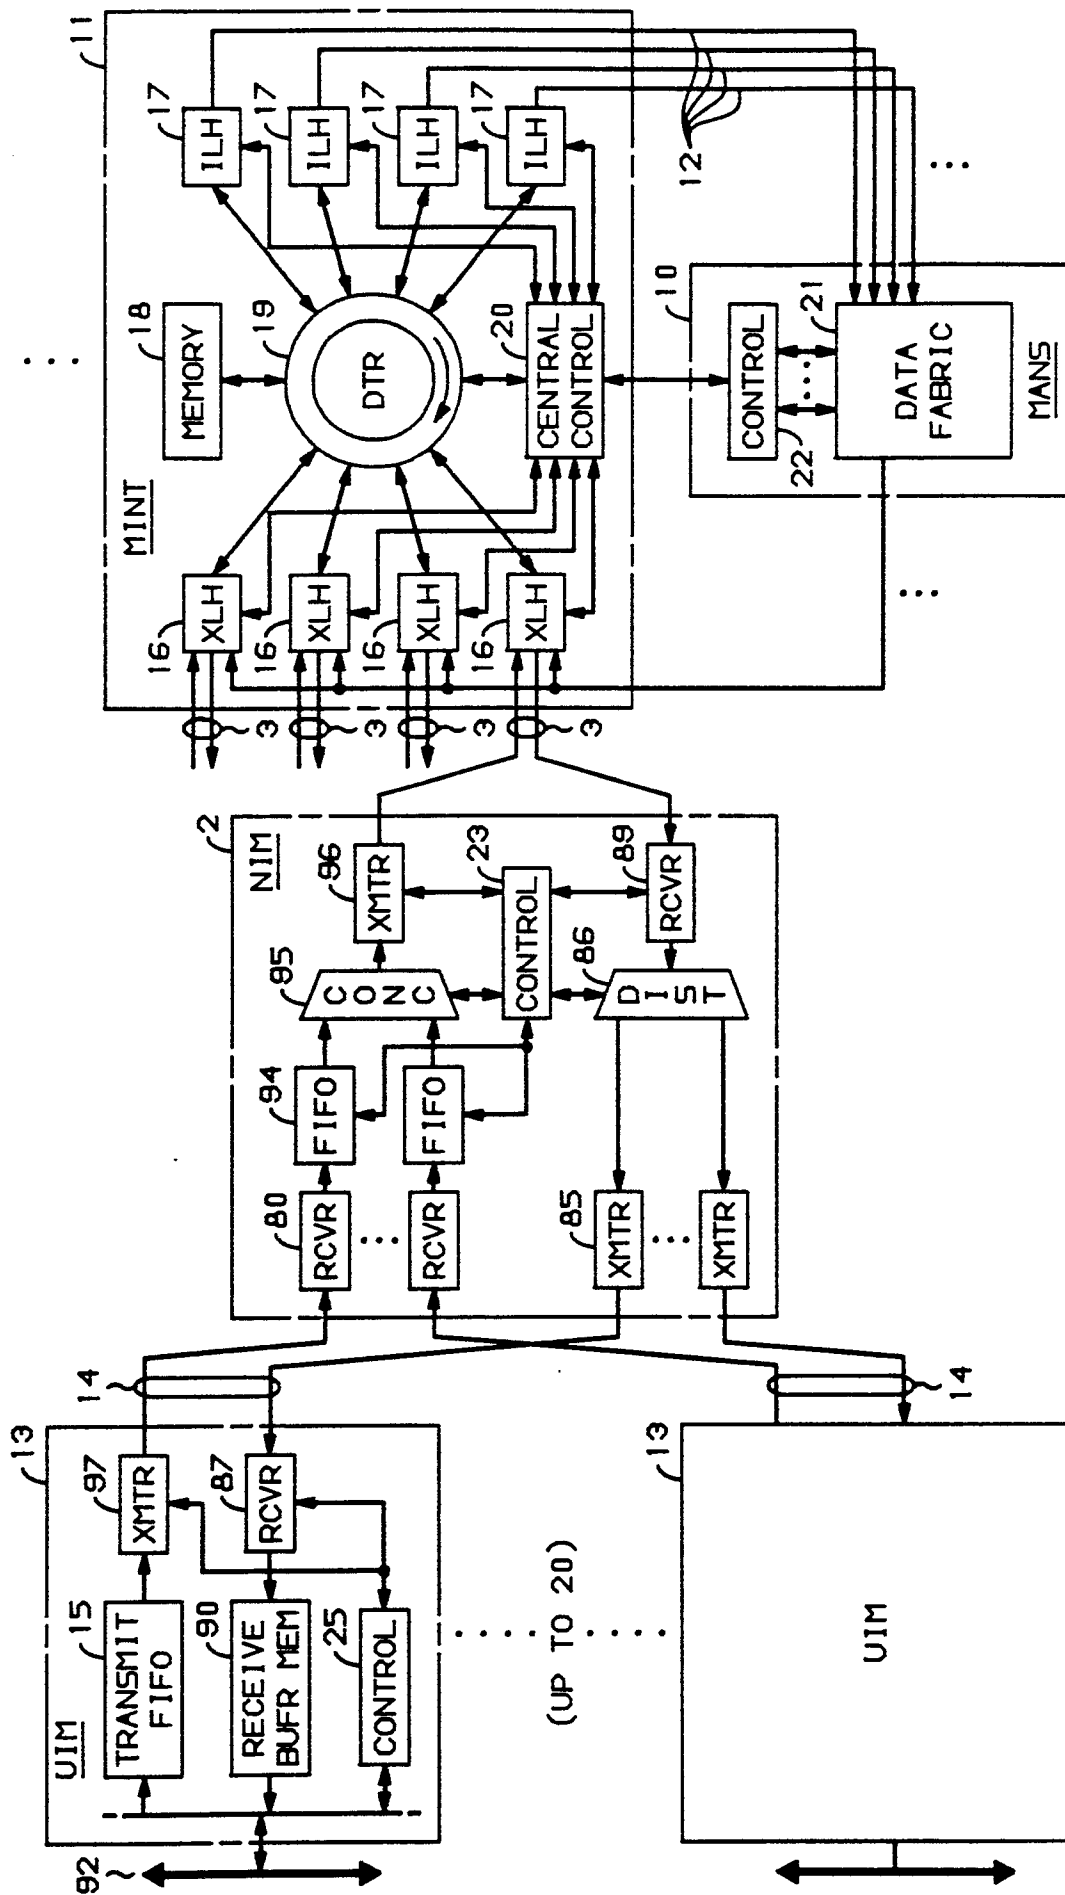 92
UIM
13
15
TRANSMIT
FIFO
97
XMTR
90
RECEIVE
BUFR MEM
87
RCVR
25
CONTROL
14
(UP TO 20)
13
UIM
14
2
NIM
80
RCVR
94
FIFO
95
CONC
96
XMTR
RCVR
FIFO
23
CONTROL
85
XMTR
86
DIST
89
RCVR
XMTR
3
3
3
3
11
MINT
16
XLH
16
XLH
16
XLH
16
XLH
18
MEMORY
19
DTR
20
CENTRAL
CONTROL
17
ILH
17
ILH
17
ILH
17
ILH
12
10
CONTROL
22
21
DATA
FABRIC
MANS